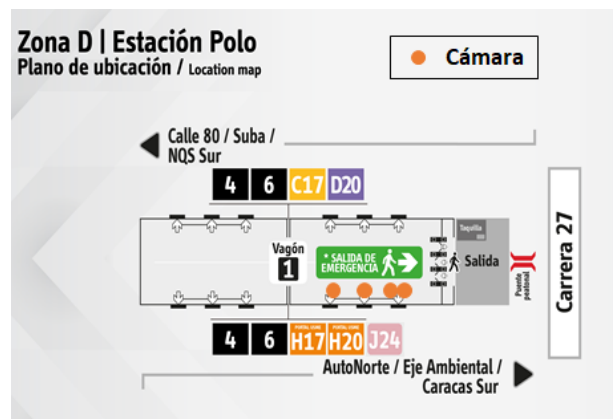 Zona D | Estación Polo
Plano de ubicación / Location map
Cámara
Calle 80 / Suba /
NQS Sur
4 6 C17 D20
Vagón
1
* SALIDA DE
EMERGENCIA
Taquilla
Salida
Puente
peatonal
Carrera 27
4 6 H17 H20 J24
AutoNorte / Eje Ambiental /
Caracas Sur